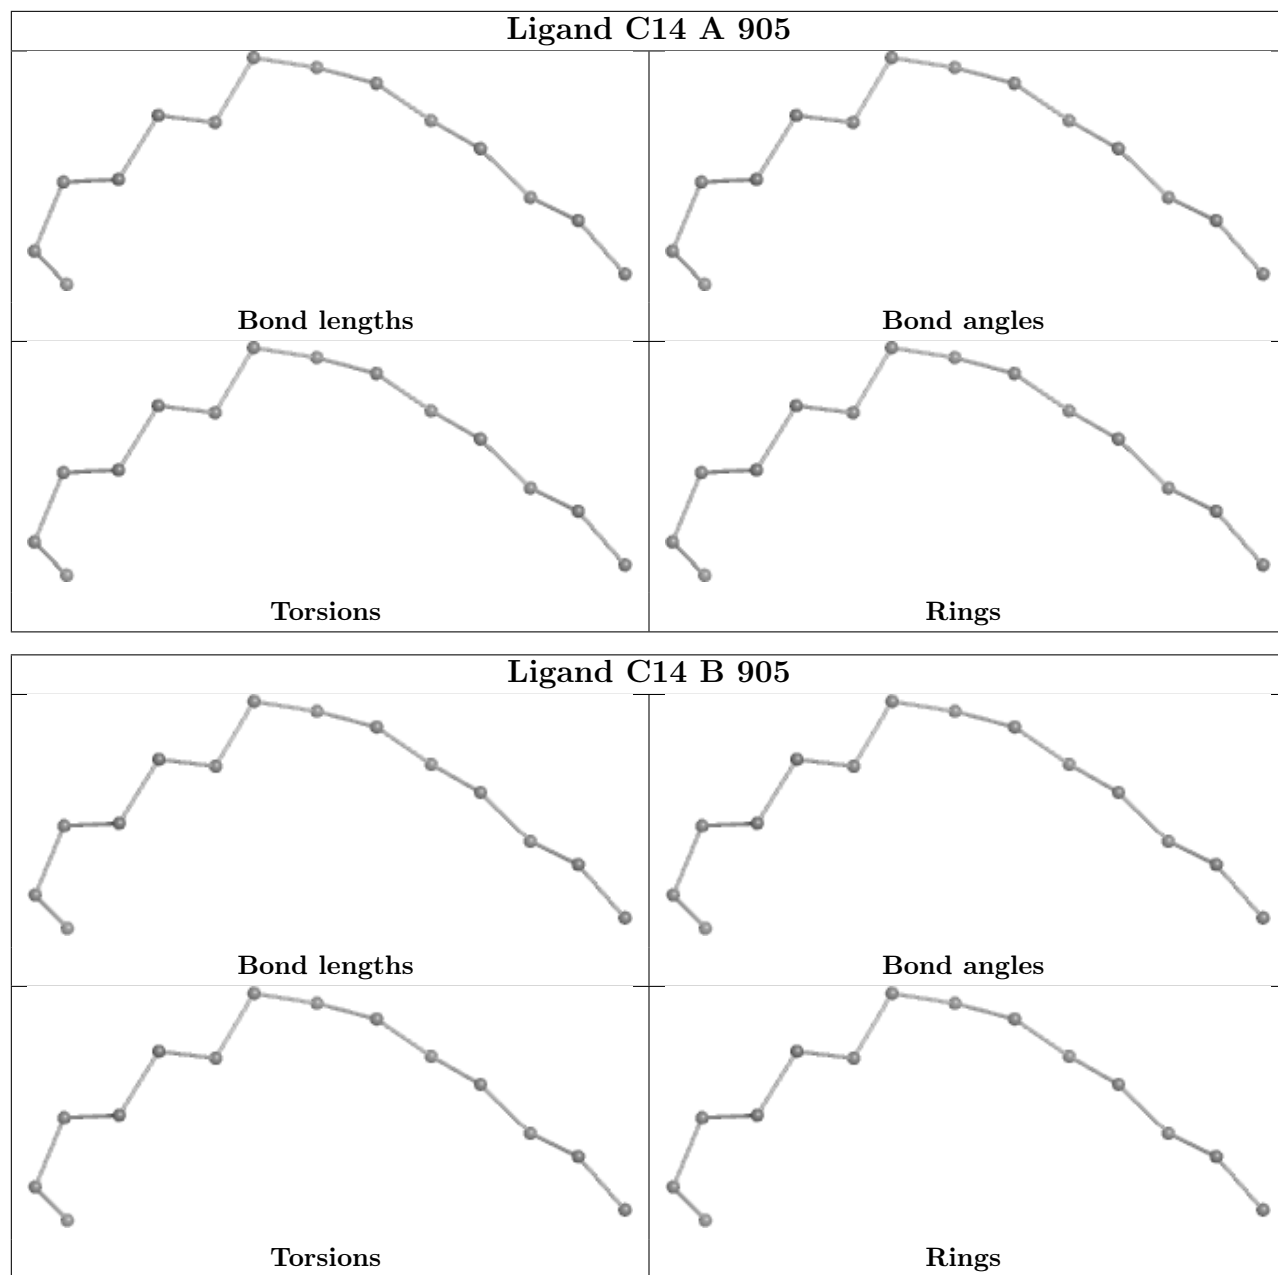 Ligand C14 A 905
Bond lengths
Bond angles
Torsions
Rings
Ligand C14 B 905
Bond lengths
Bond angles
Torsions
Rings